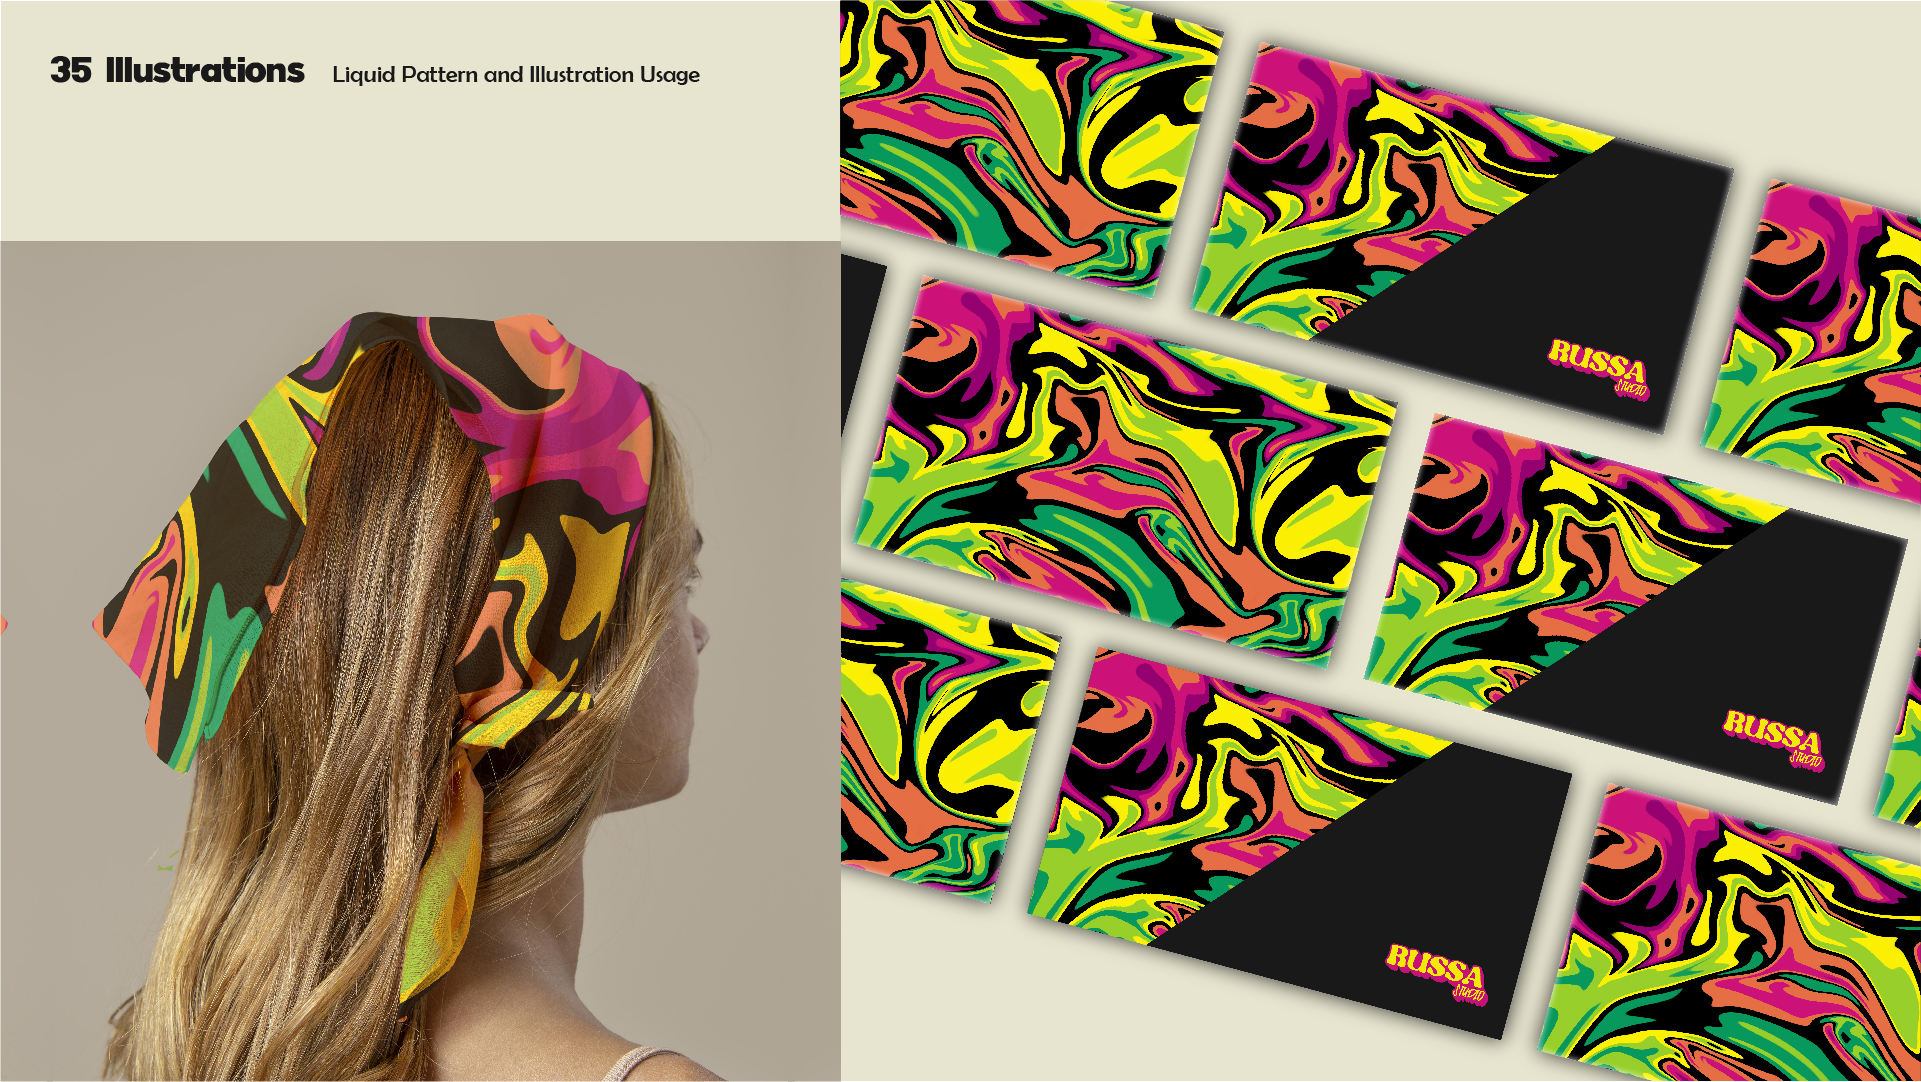 35 Illustrations
Liquid Pattern and Illustration Usage
RUSSA
STUDIO
RUSSA
STUDIO
RUSSA
STUDIO